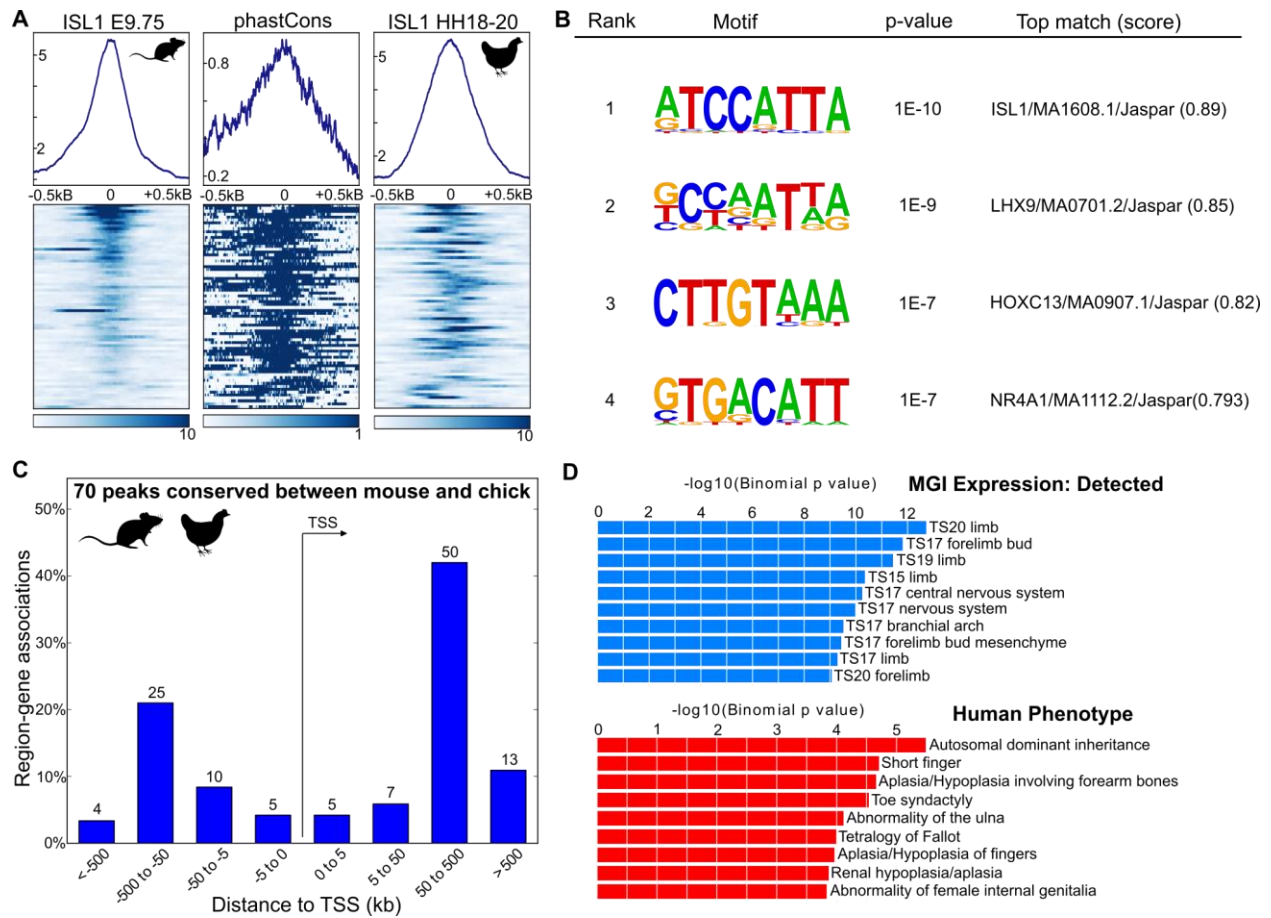 A
ISL1 E9.75
phastCons
ISL1 HH18-20
5
2
0.8
0.2
5
2
-0.5kB 0 +0.5kB
-0.5kB 0 +0.5kB
-0.5kB 0 +0.5kB
10
1
10
B
Rank Motif p-value Top match (score)
1 ATCCATTA 1E-10 ISL1/MA1608.1/Jaspar (0.89)
2 GCCAATTA 1E-9 LHX9/MA0701.2/Jaspar (0.85)
3 CTTGTAAA 1E-7 HOXC13/MA0907.1/Jaspar (0.82)
4 GTGACATT 1E-7 NR4A1/MA1112.2/Jaspar(0.793)
C
70 peaks conserved between mouse and chick
TSS
Region-gene associations
50%
40%
30%
20%
10%
0%
4
25
10
5
5
7
50
13
< -500
-500 to -50
-50 to -5
-5 to 0
0 to 5
5 to 50
50 to 500
>500
Distance to TSS (kb)
D
-log10(Binomial p value)
MGI Expression: Detected
0 2 4 6 8 10 12
TS20 limb
TS17 forelimb bud
TS19 limb
TS15 limb
TS17 central nervous system
TS17 nervous system
TS17 branchial arch
TS17 forelimb bud mesenchyme
TS17 limb
TS20 forelimb
-log10(Binomial p value)
Human Phenotype
0 1 2 3 4 5
Autosomal dominant inheritance
Short finger
Aplasia/Hypoplasia involving forearm bones
Toe syndactyly
Abnormality of the ulna
Tetralogy of Fallot
Aplasia/Hypoplasia of fingers
Renal hypoplasia/aplasia
Abnormality of female internal genitalia